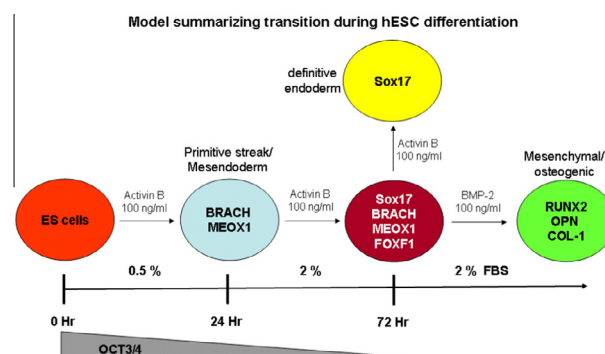 Model summarizing transition during hESC differentiation
definitive
endoderm
Sox17
Activin B
100 ng/ml
Primitive streak/
Mesendoderm
Mesenchymal/
osteogenic
ES cells
Activin B
100 ng/ml
BRACH
MEOX1
Activin B
100 ng/ml
Sox17
BRACH
MEOX1
FOXF1
BMP-2
100 ng/ml
RUNX2
OPN
COL-1
0.5 %
2 %
2 % FBS
0 Hr
24 Hr
72 Hr
OCT3/4